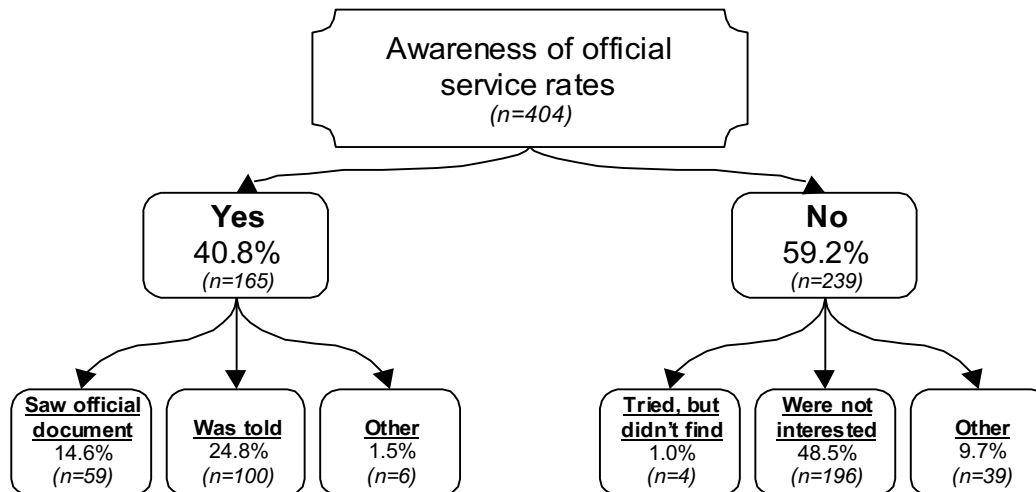 Awareness of official
service rates
(n=404)
Yes
40.8%
(n=165)
No
59.2%
(n=239)
Saw official
document
14.6%
(n=59)
Was told
24.8%
(n=100)
Other
1.5%
(n=6)
Tried, but
didn't find
1.0%
(n=4)
Were not
interested
48.5%
(n=196)
Other
9.7%
(n=39)